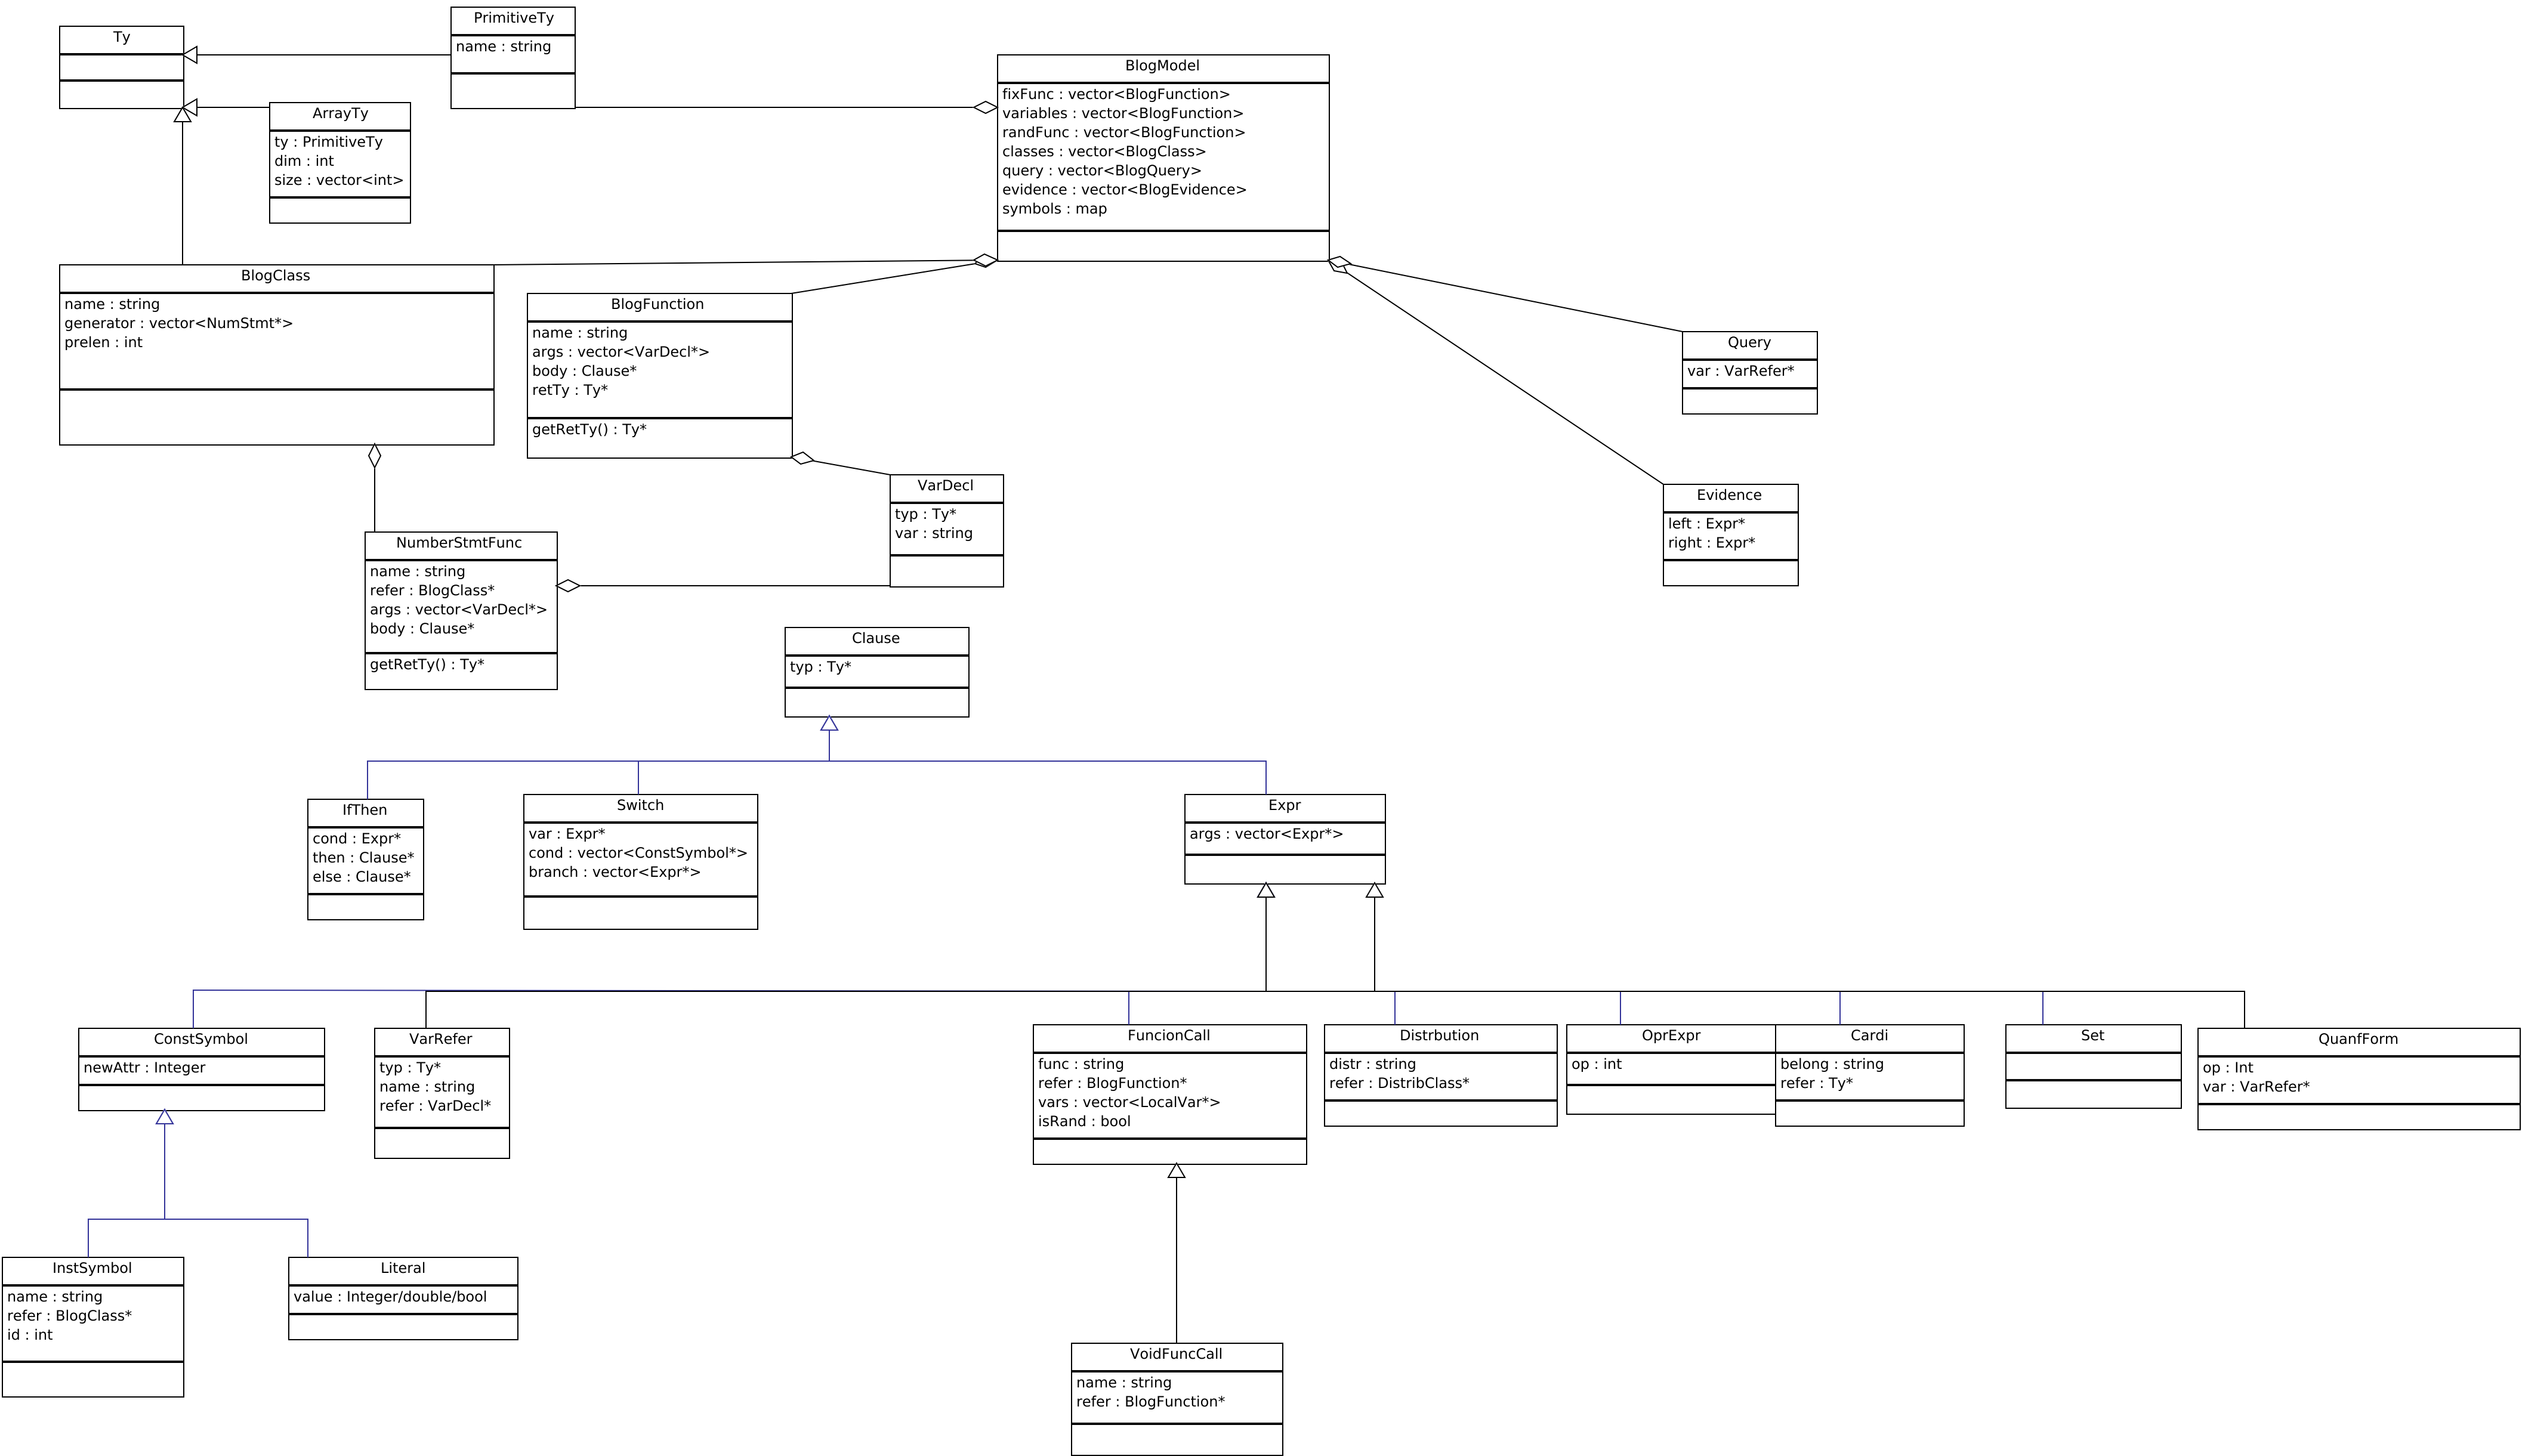 PrimitiveTy
name : string
Ty
ArrayTy
ty : PrimitiveTy
dim : int
size : vector<int>
BlogModel
fixFunc : vector<BlogFunction>
variables : vector<BlogFunction>
randFunc : vector<BlogFunction>
classes : vector<BlogClass>
query : vector<BlogQuery>
evidence : vector<BlogEvidence>
symbols : map
BlogClass
name : string
generator : vector<NumStmt*>
prelen : int
BlogFunction
name : string
args : vector<VarDecl*>
body : Clause*
retTy : Ty*
getRetTy() : Ty*
Query
var : VarRefer*
VarDecl
typ : Ty*
var : string
Evidence
left : Expr*
right : Expr*
NumberStmtFunc
name : string
refer : BlogClass*
args : vector<VarDecl*>
body : Clause*
getRetTy() : Ty*
Clause
typ : Ty*
IfThen
cond : Expr*
then : Clause*
else : Clause*
Switch
var : Expr*
cond : vector<ConstSymbol*>
branch : vector<Expr*>
Expr
args : vector<Expr*>
ConstSymbol
newAttr : Integer
VarRefer
typ : Ty*
name : string
refer : VarDecl*
FuncionCall
func : string
refer : BlogFunction*
vars : vector<LocalVar*>
isRand : bool
Distrbution
distr : string
refer : DistribClass*
OprExpr
op : int
Cardi
belong : string
refer : Ty*
Set
QuanfForm
op : Int
var : VarRefer*
InstSymbol
name : string
refer : BlogClass*
id : int
Literal
value : Integer/double/bool
VoidFuncCall
name : string
refer : BlogFunction*